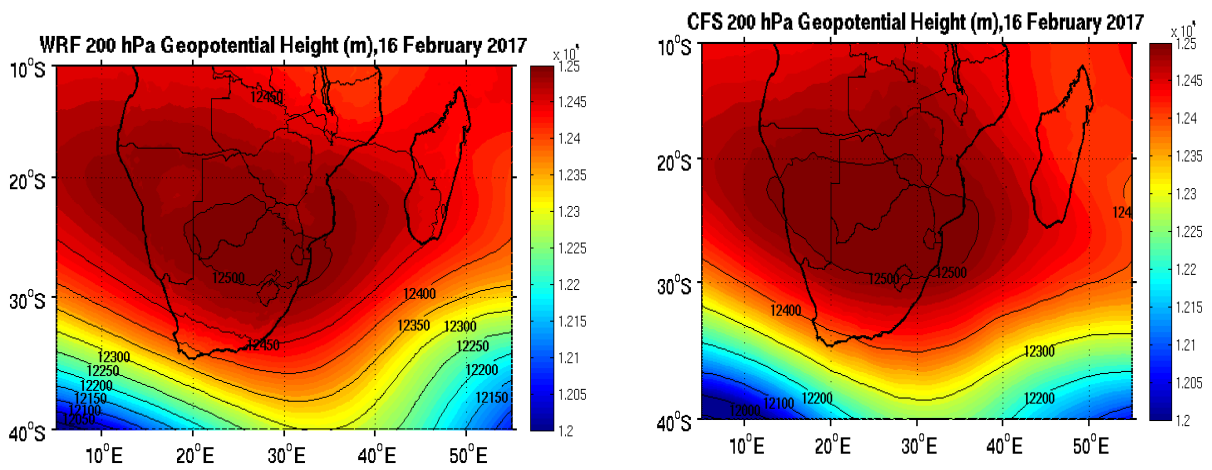 WRF 200 hPa Geopotential Height (m),16 February 2017
x 10⁴
10°S
20°S
30°S
40°S
10°E
20°E
30°E
40°E
50°E
12450
12500
12400
12350
12300
12250
12200
12150
12450
12300
12250
12200
12150
12100
12050
1.25
1.245
1.24
1.235
1.23
1.225
1.22
1.215
1.21
1.205
1.2
CFS 200 hPa Geopotential Height (m),16 February 2017
x 10⁴
10°S
20°S
30°S
40°S
10°E
20°E
30°E
40°E
50°E
124
12500
12500
12400
12300
12200
12200
12100
12000
1.25
1.245
1.24
1.235
1.23
1.225
1.22
1.215
1.21
1.205
1.2